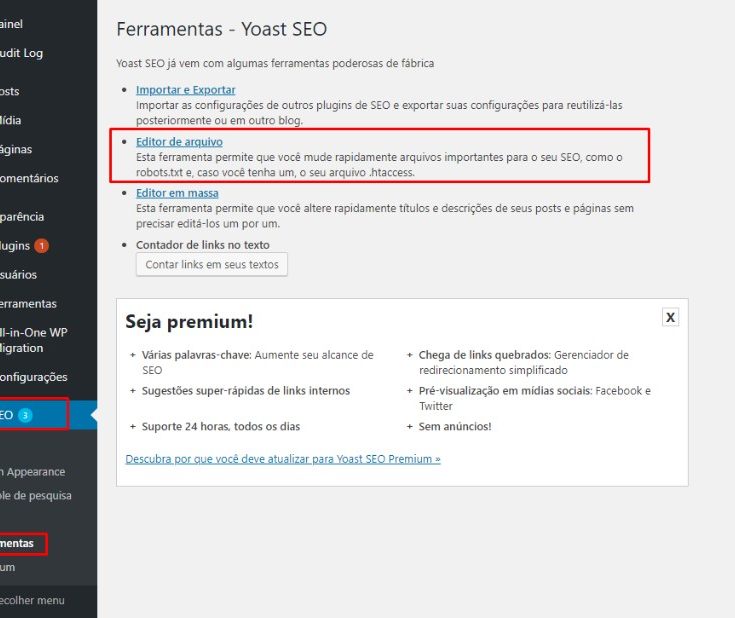 ainel
udit Log
osts
ídia
áginas
omentários
parência
lugins 1
suários
erramentas
ll-in-One WP
ligration
onfigurações
EO 3
n Appearance
ole de pesquisa
mentas
um
ecolher menu
Ferramentas - Yoast SEO
Yoast SEO já vem com algumas ferramentas poderosas de fábrica
• Importar e Exportar
Importar as configurações de outros plugins de SEO e exportar suas configurações para reutilizá-las
posteriormente ou em outro blog.
• Editor de arquivo
Esta ferramenta permite que você mude rapidamente arquivos importantes para o seu SEO, como o
robots.txt e, caso você tenha um, o seu arquivo .htaccess.
• Editor em massa
Esta ferramenta permite que você altere rapidamente títulos e descrições de seus posts e páginas sem
precisar editá-los um por um.
• Contador de links no texto
Contar links em seus textos
Seja premium!
X
+ Várias palavras-chave: Aumente seu alcance de
SEO
+ Sugestões super-rápidas de links internos
+ Suporte 24 horas, todos os dias
+ Chega de links quebrados: Gerenciador de
redirecionamento simplificado
+ Pré-visualização em mídias sociais: Facebook e
Twitter
+ Sem anúncios!
Descubra por que você deve atualizar para Yoast SEO Premium »